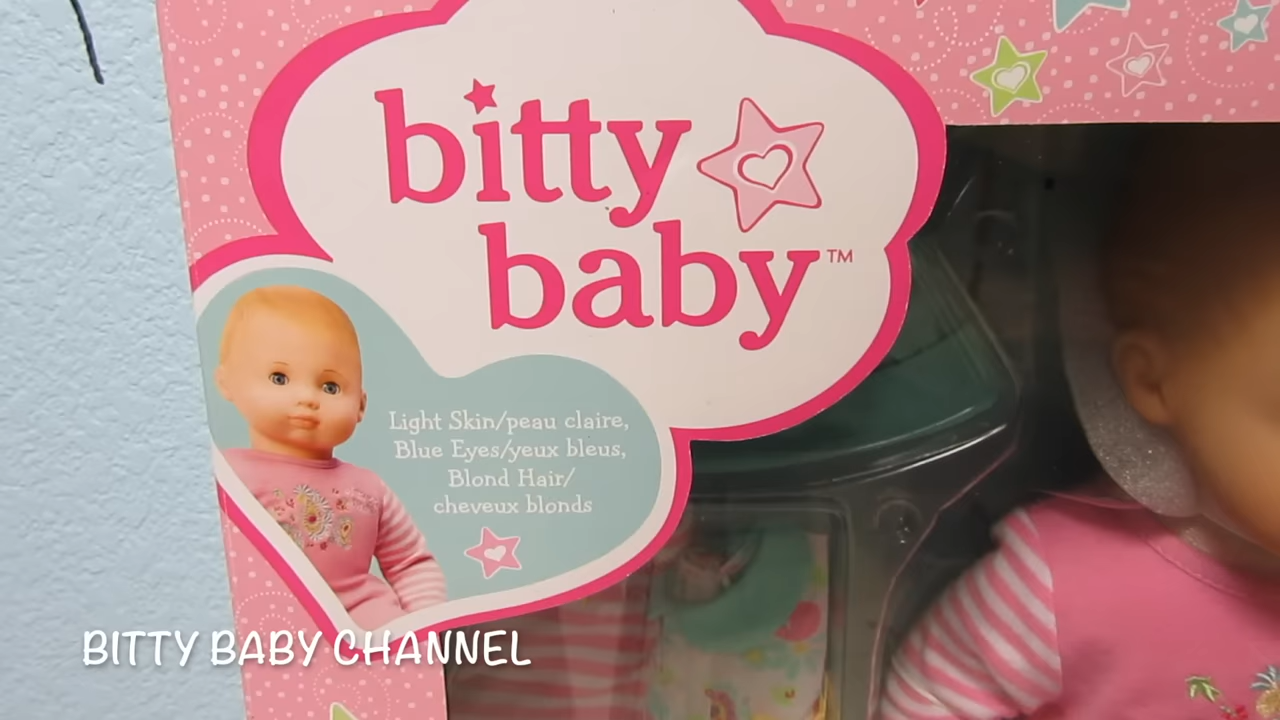 bitty
baby™
Light Skin/peau claire,
Blue Eyes/yeux bleus,
Blond Hair/
cheveux blonds
BITTY BABY CHANNEL